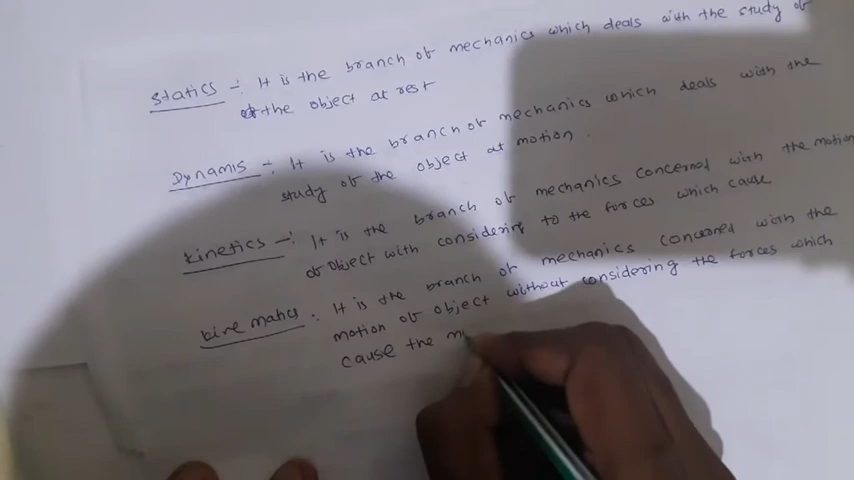 Statics -: It is the branch of mechanics which deals with the study of
of the object at rest
Dynamis -: It is the branch of mechanics which deals with the
study of the object at motion.
Kinetics -: It is the branch of mechanics concerned with the motion
of object with considering to the forces which cause
Kinematics : It is the branch of mechanics concerned with the
motion of object without considering the forces which
cause the m